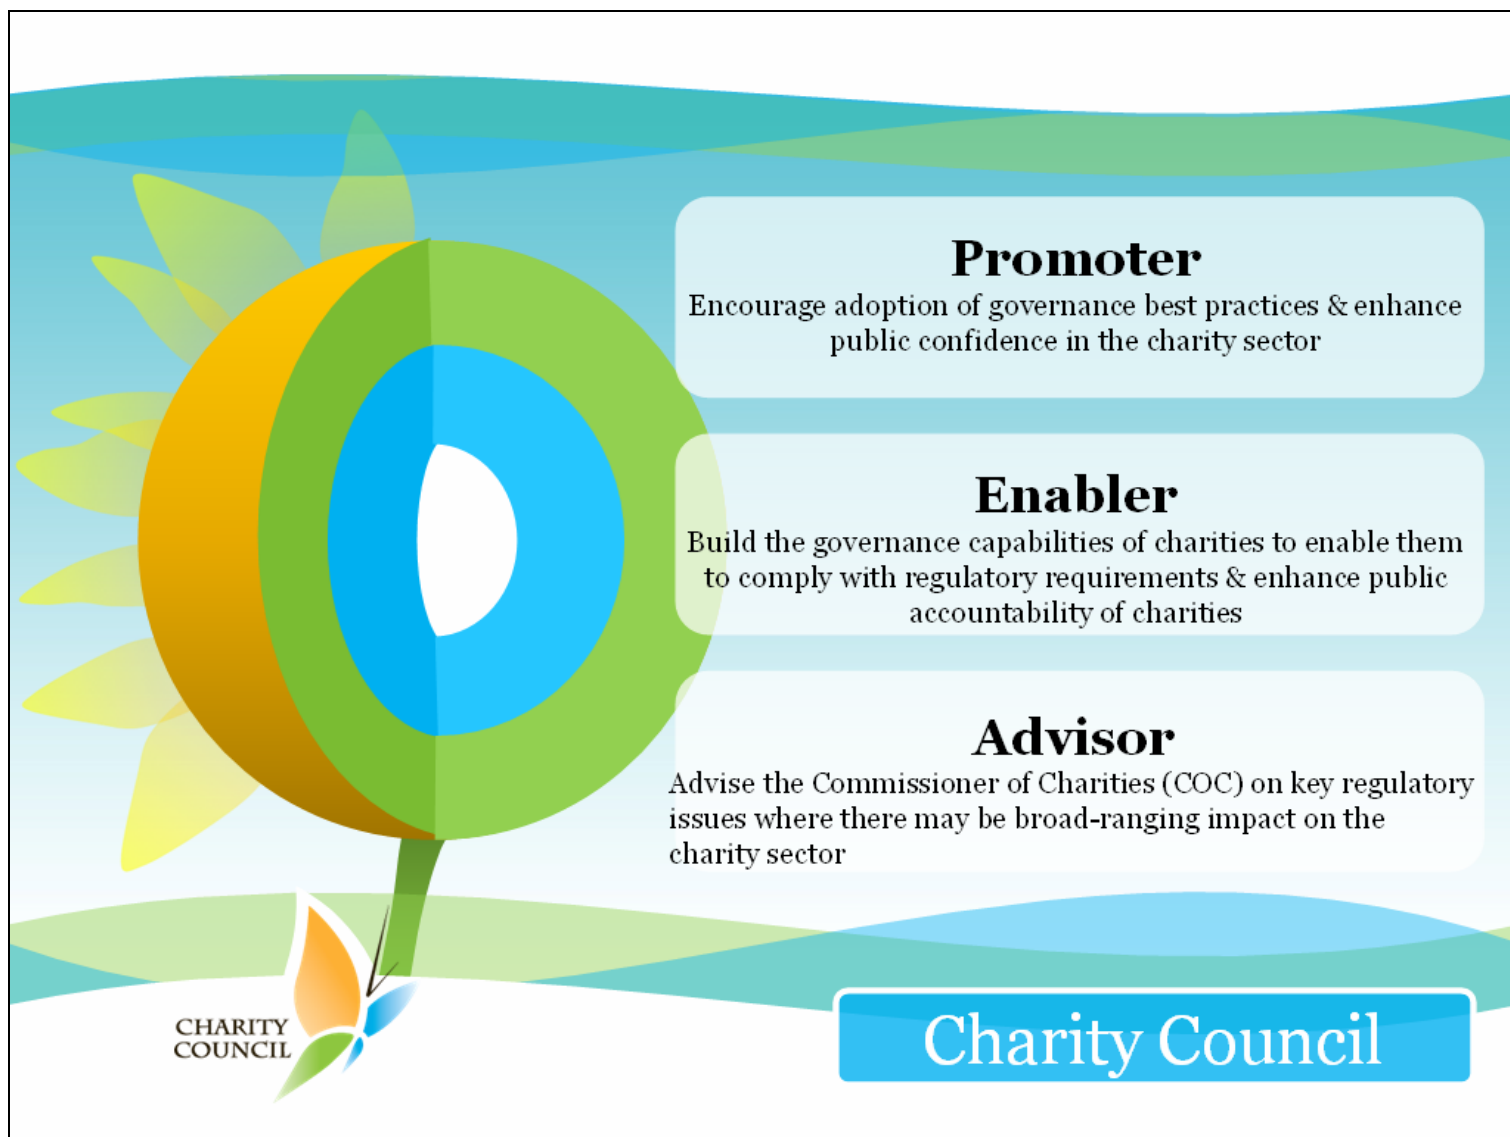 Promoter
Encourage adoption of governance best practices & enhance
public confidence in the charity sector
Enabler
Build the governance capabilities of charities to enable them
to comply with regulatory requirements & enhance public
accountability of charities
Advisor
Advise the Commissioner of Charities (COC) on key regulatory
issues where there may be broad-ranging impact on the
charity sector
CHARITY
COUNCIL
Charity Council